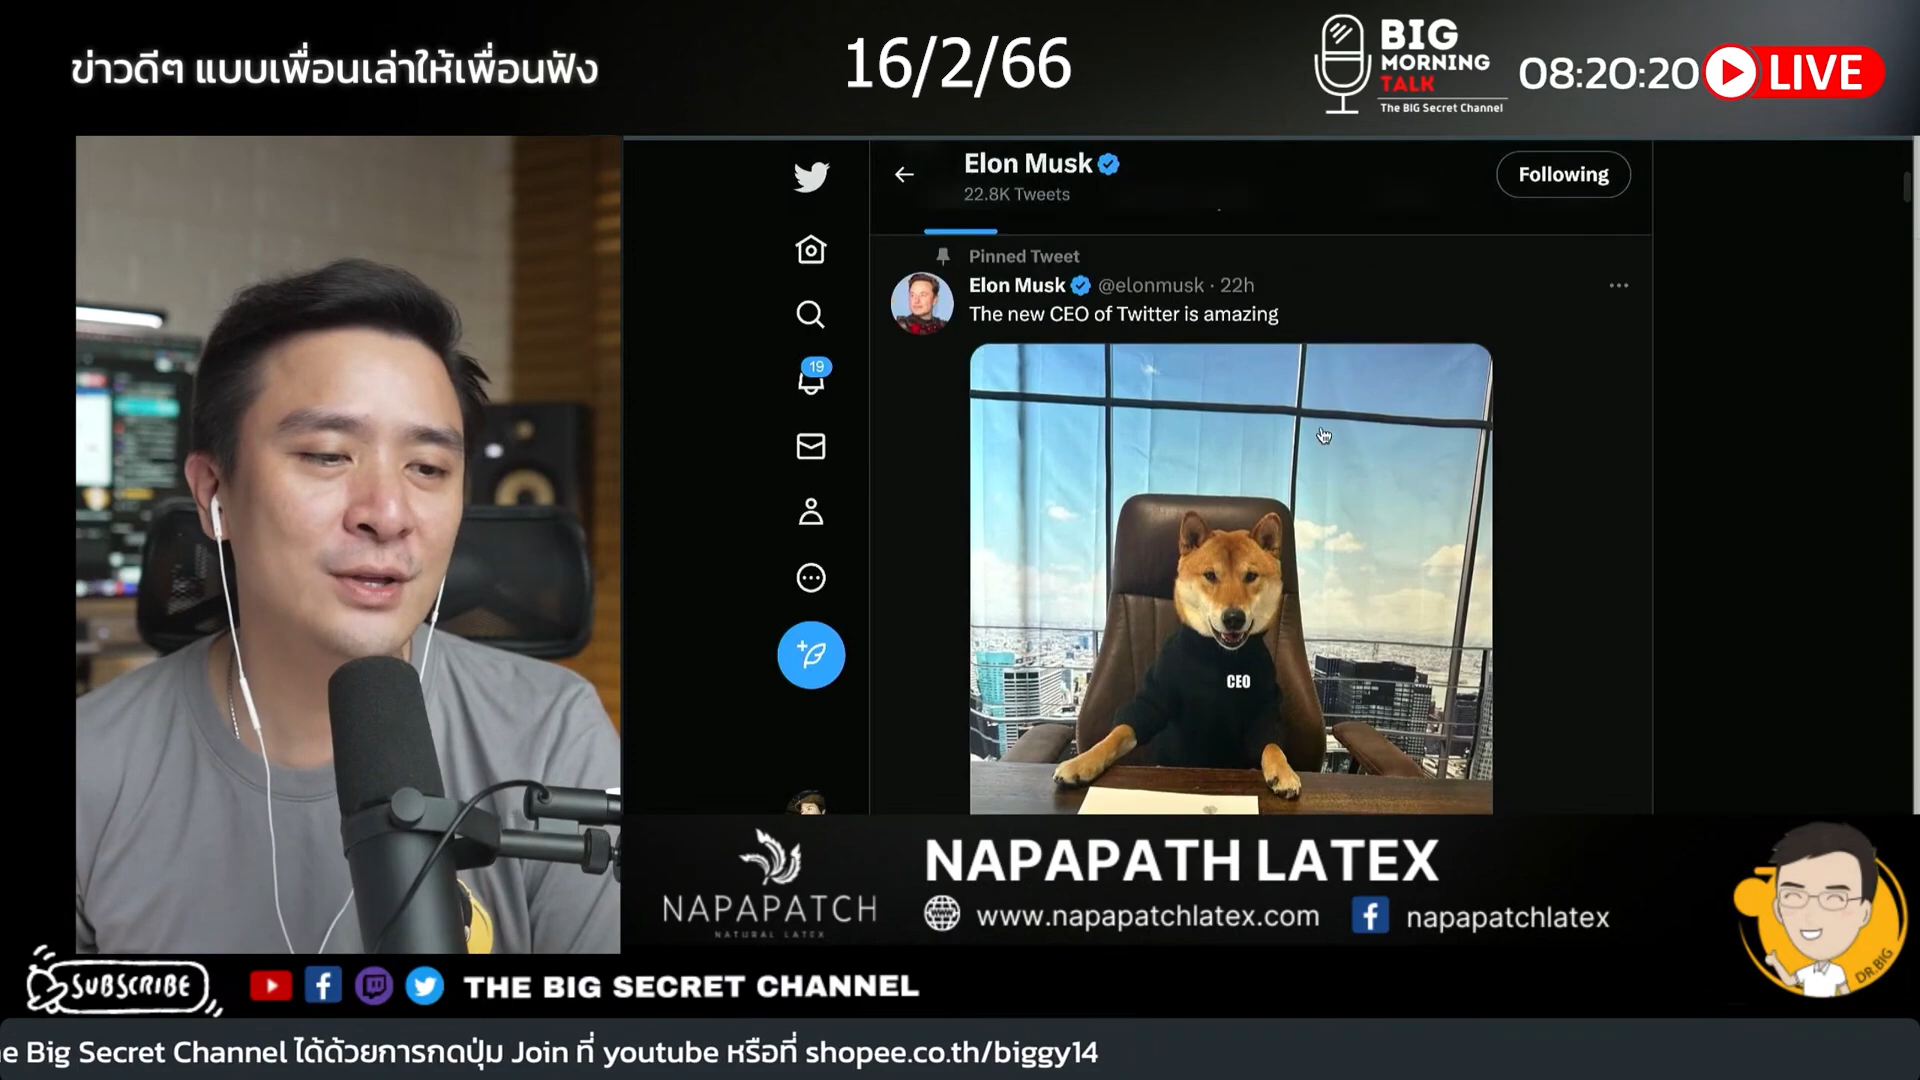 ข่าวดีๆ แบบเพื่อนเล่าให้เพื่อนฟัง
16/2/66
BIG
MORNING
TALK
The BIG Secret Channel
08:20:20
LIVE
Elon Musk
22.8K Tweets
Following
Pinned Tweet
Elon Musk @elonmusk · 22h
The new CEO of Twitter is amazing
19
CEO
NAPAPATCH
NATURAL LATEX
NAPAPATH LATEX
www.napapatchlatex.com
napapatchlatex
DR.BIG
SUBSCRIBE
THE BIG SECRET CHANNEL
e Big Secret Channel ได้ด้วยการกดปุ่ม Join ที่ youtube หรือที่ shopee.co.th/biggy14